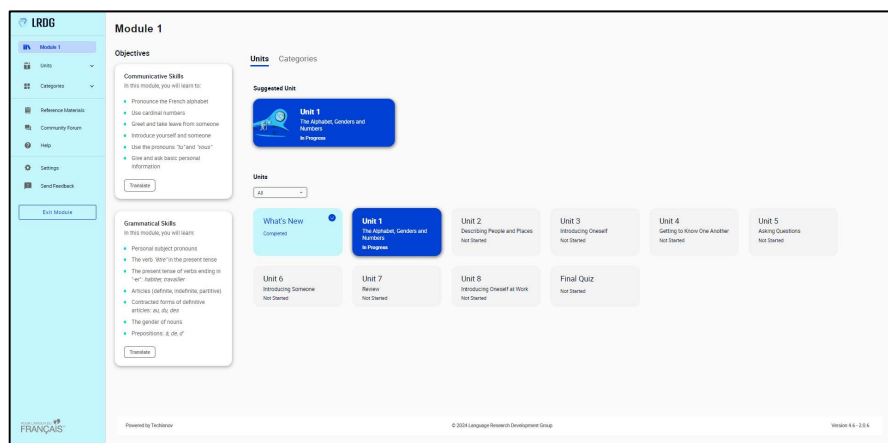 LRDG
Module 1
Units
Categories
Reference Materials
Community Forum
Help
Settings
Send Feedback
Exit Module
FRANÇAIS
Module 1
Objectives
Communicative Skills
In this module, you will learn to:
Pronounce the French alphabet
Use cardinal numbers
Greet and take leave from someone
Introduce yourself and someone
Use the pronouns "tu" and "vous"
Give and ask basic personal
information
Translate
Grammatical Skills
In this module, you will learn:
Personal subject pronouns
The verb "être" in the present tense
The present tense of verbs ending in
"-er": habiter, travailler
Articles (definite, indefinite, partitive)
Contracted forms of definitive
articles: au, du, des
The gender of nouns
Prepositions: à, de, d'
Translate
Units Categories
Suggested Unit
Unit 1
The Alphabet, Genders and
Numbers
In Progress
Units
All
What's New
Completed
Unit 1
The Alphabet, Genders and
Numbers
In Progress
Unit 2
Describing People and Places
Not Started
Unit 3
Introducing Oneself
Not Started
Unit 4
Getting to Know One Another
Not Started
Unit 5
Asking Questions
Not Started
Unit 6
Introducing Someone
Not Started
Unit 7
Review
Not Started
Unit 8
Introducing Oneself at Work
Not Started
Final Quiz
Not Started
Powered by Technow
© 2024 Language Research Development Group
Version 4.6 - 2.0.6